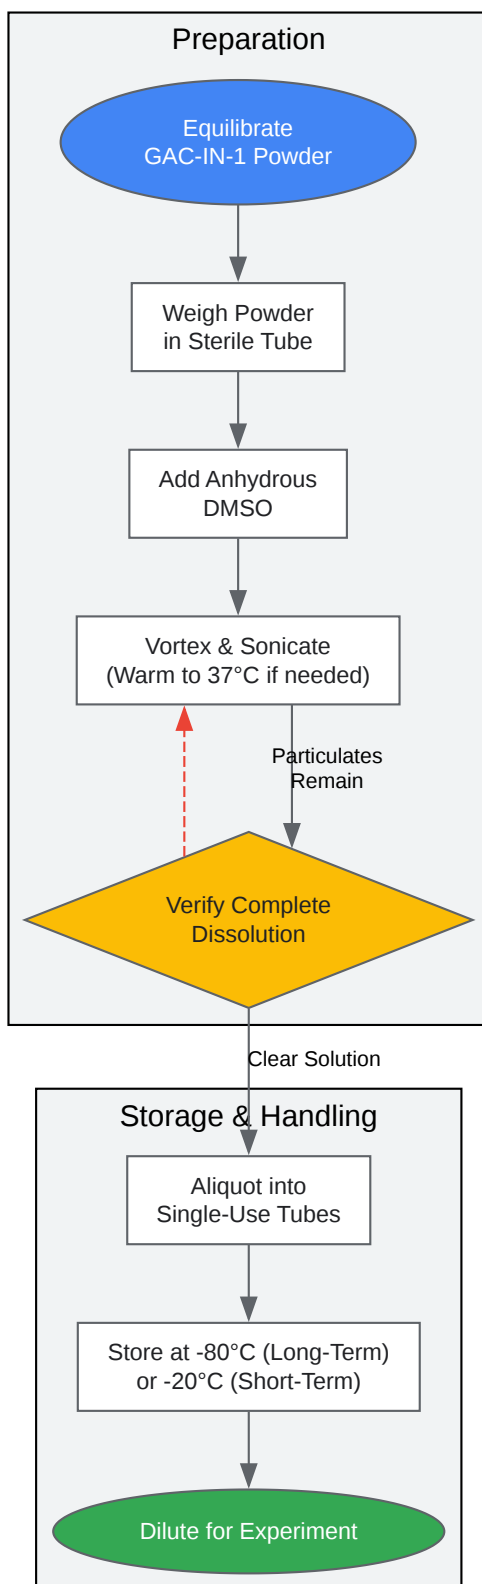 Preparation
Equilibrate
GAC-IN-1 Powder
Weigh Powder
in Sterile Tube
Add Anhydrous
DMSO
Vortex & Sonicate
(Warm to 37°C if needed)
Particulates
Remain
Verify Complete
Dissolution
Clear Solution
Storage & Handling
Aliquot into
Single-Use Tubes
Store at -80°C (Long-Term)
or -20°C (Short-Term)
Dilute for Experiment